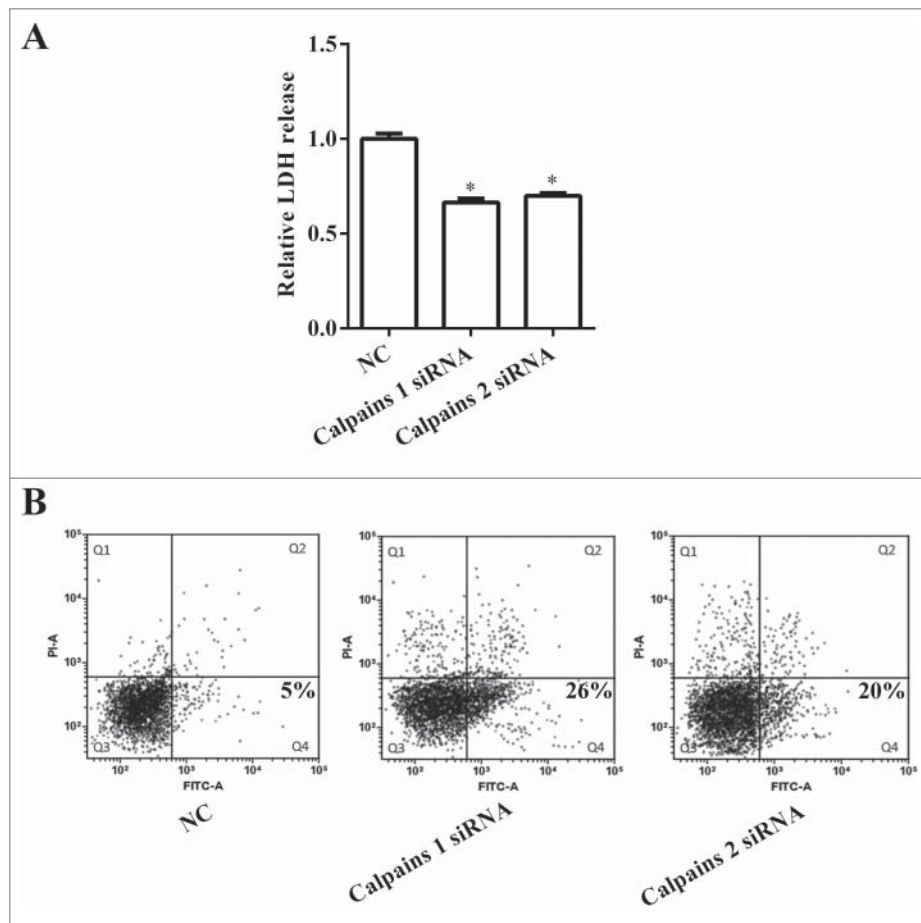 A
Relative LDH release
1.5
1.0
0.5
0.0
*
*
NC
Calpains 1 siRNA
Calpains 2 siRNA
B
PI-A
10⁵
10⁴
10³
10²
Q1
Q2
Q3
Q4
5%
10²
10³
10⁴
10⁵
FITC-A
NC
PI-A
10⁵
10⁴
10³
10²
Q1
Q2
Q3
Q4
26%
10²
10³
10⁴
10⁵
FITC-A
Calpains 1 siRNA
PI-A
10⁵
10⁴
10³
10²
Q1
Q2
Q3
Q4
20%
10²
10³
10⁴
10⁵
FITC-A
Calpains 2 siRNA